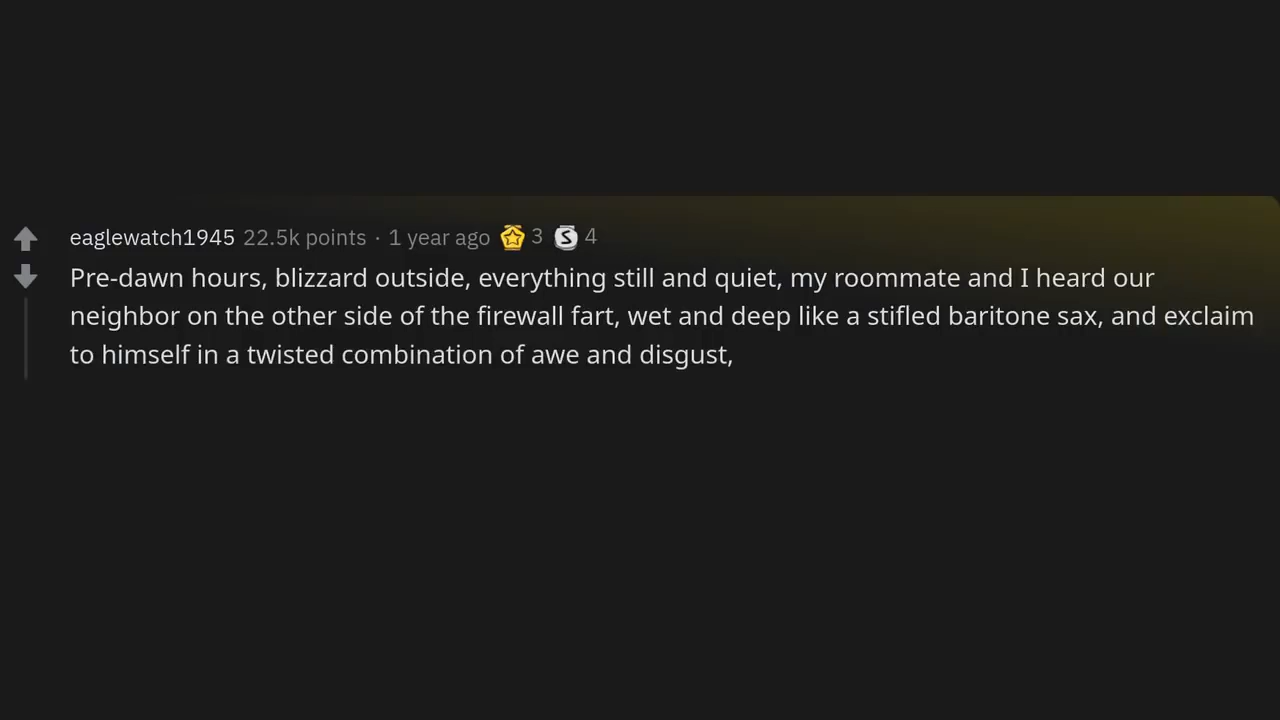 eaglewatch1945 22.5k points · 1 year ago 3 S 4
Pre-dawn hours, blizzard outside, everything still and quiet, my roommate and I heard our
neighbor on the other side of the firewall fart, wet and deep like a stifled baritone sax, and exclaim
to himself in a twisted combination of awe and disgust,